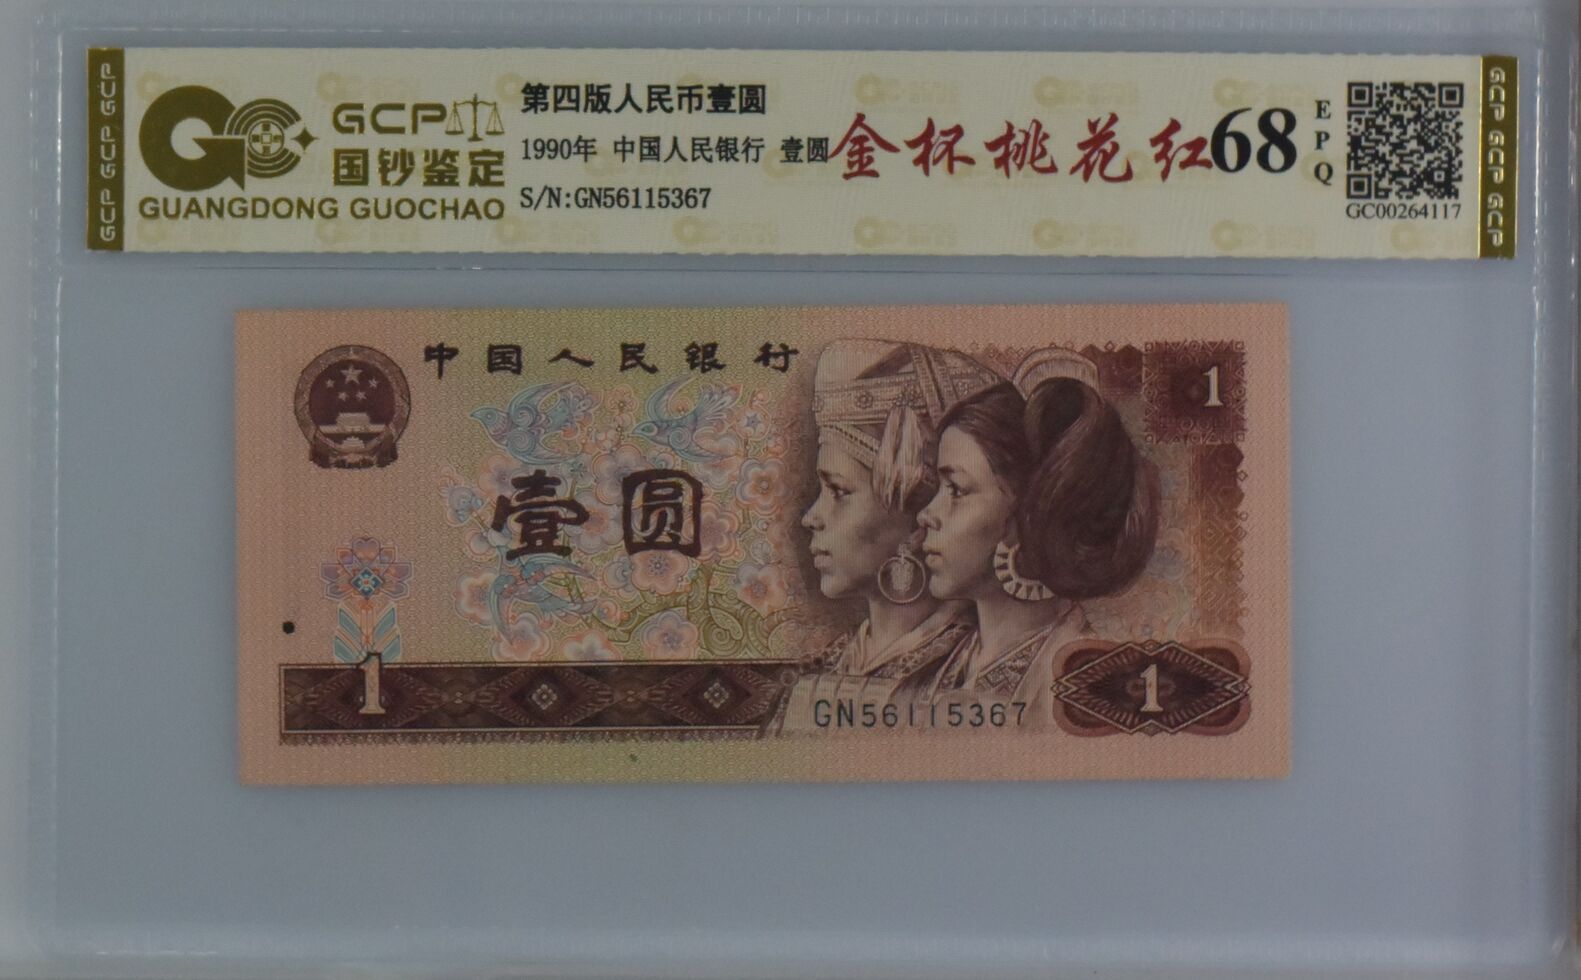 GCP GCP GCP
GCP
国钞鉴定
GUANGDONG GUOCHAO
第四版人民币壹圆
1990年 中国人民银行 壹圆
S/N:GN56115367
金杯桃花红
68
EPQ
GC00264117
GCP GCP GCP
中国人民银行
1
壹圆
1
GN56115367
1